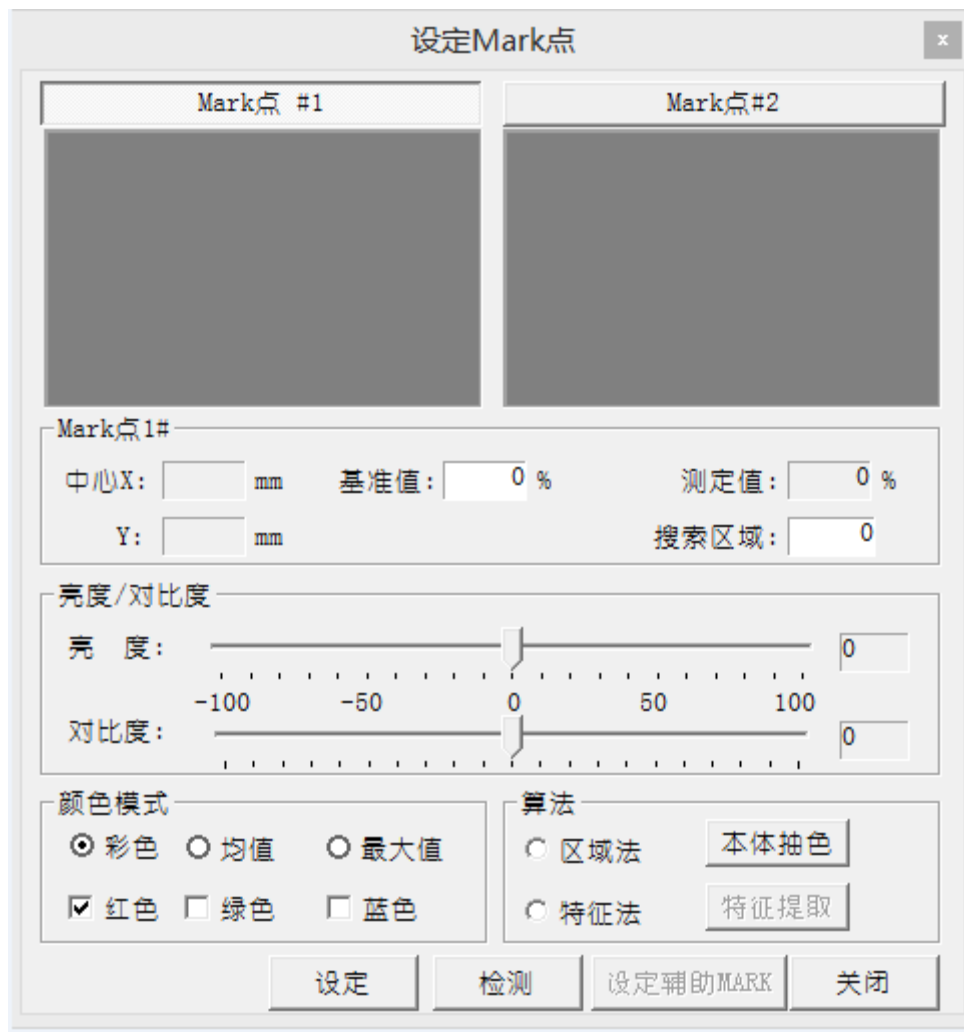 设定Mark点
x
Mark点 #1 Mark点#2
Mark点1#
中心X: mm 基准值: 0 % 测定值: 0 %
Y: mm 搜索区域: 0
亮度/对比度
亮 度: 0
-100 -50 0 50 100
对比度: 0
颜色模式 算法
彩色 均值 最大值 区域法 本体抽色
红色 绿色 蓝色 特征法 特征提取
设定 检测 设定辅助MARK 关闭